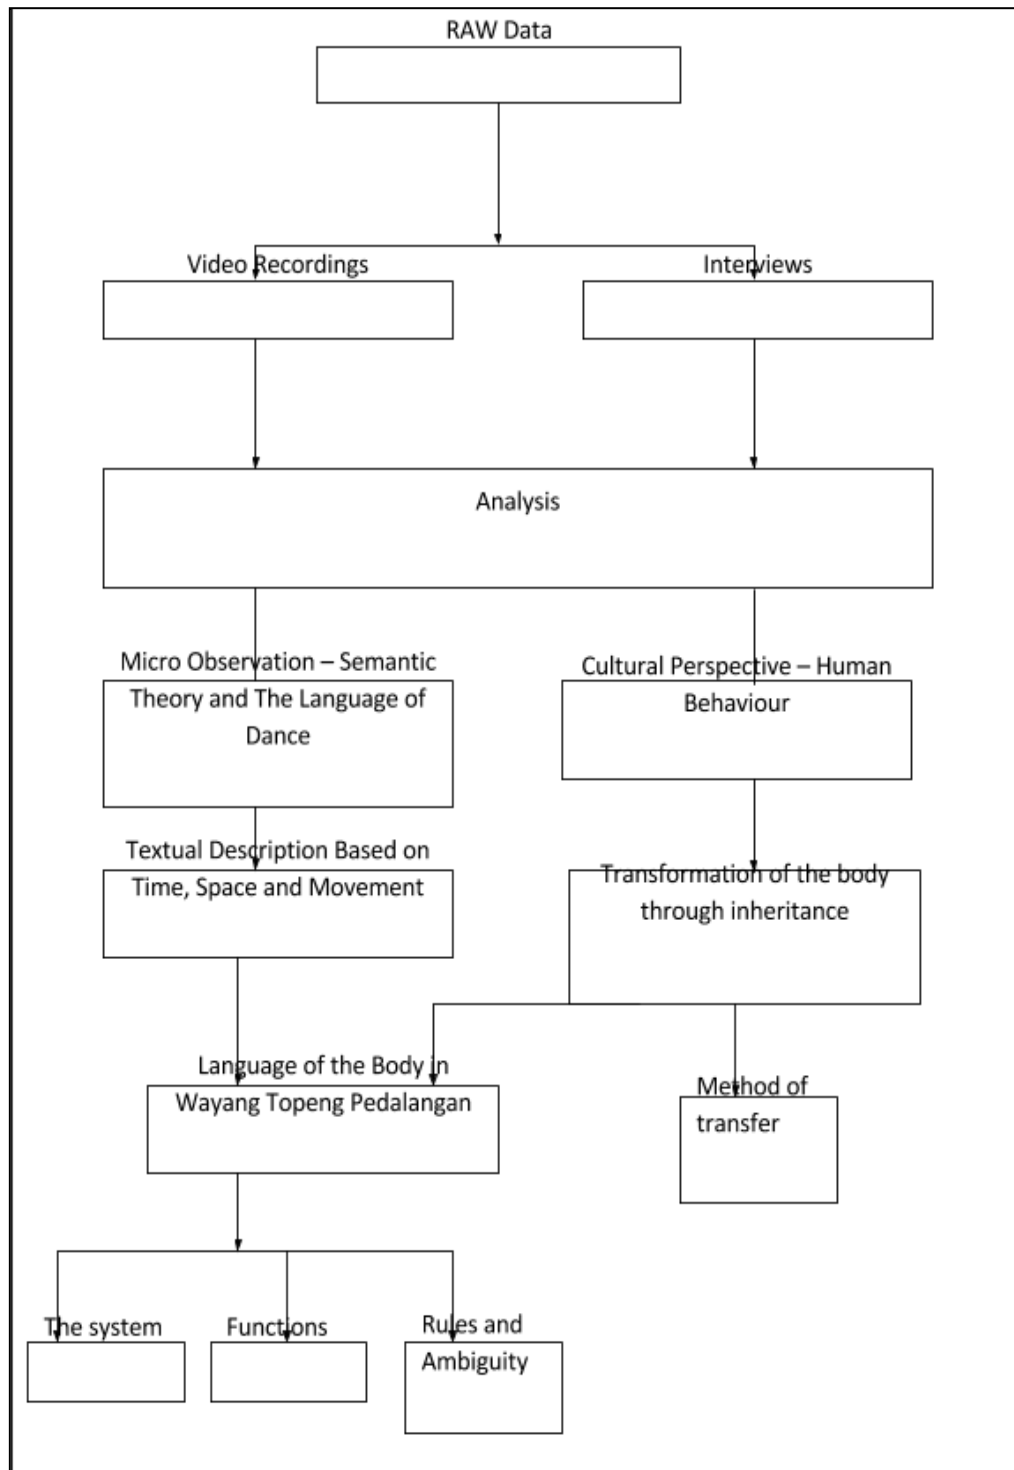 RAW Data
Video Recordings
Interviews
Analysis
Micro Observation – Semantic
Theory and The Language of
Dance
Cultural Perspective – Human
Behaviour
Textual Description Based on
Time, Space and Movement
Transformation of the body
through inheritance
Language of the Body in
Wayang Topeng Pedalangan
Method of
transfer
The system
Functions
Rules and
Ambiguity